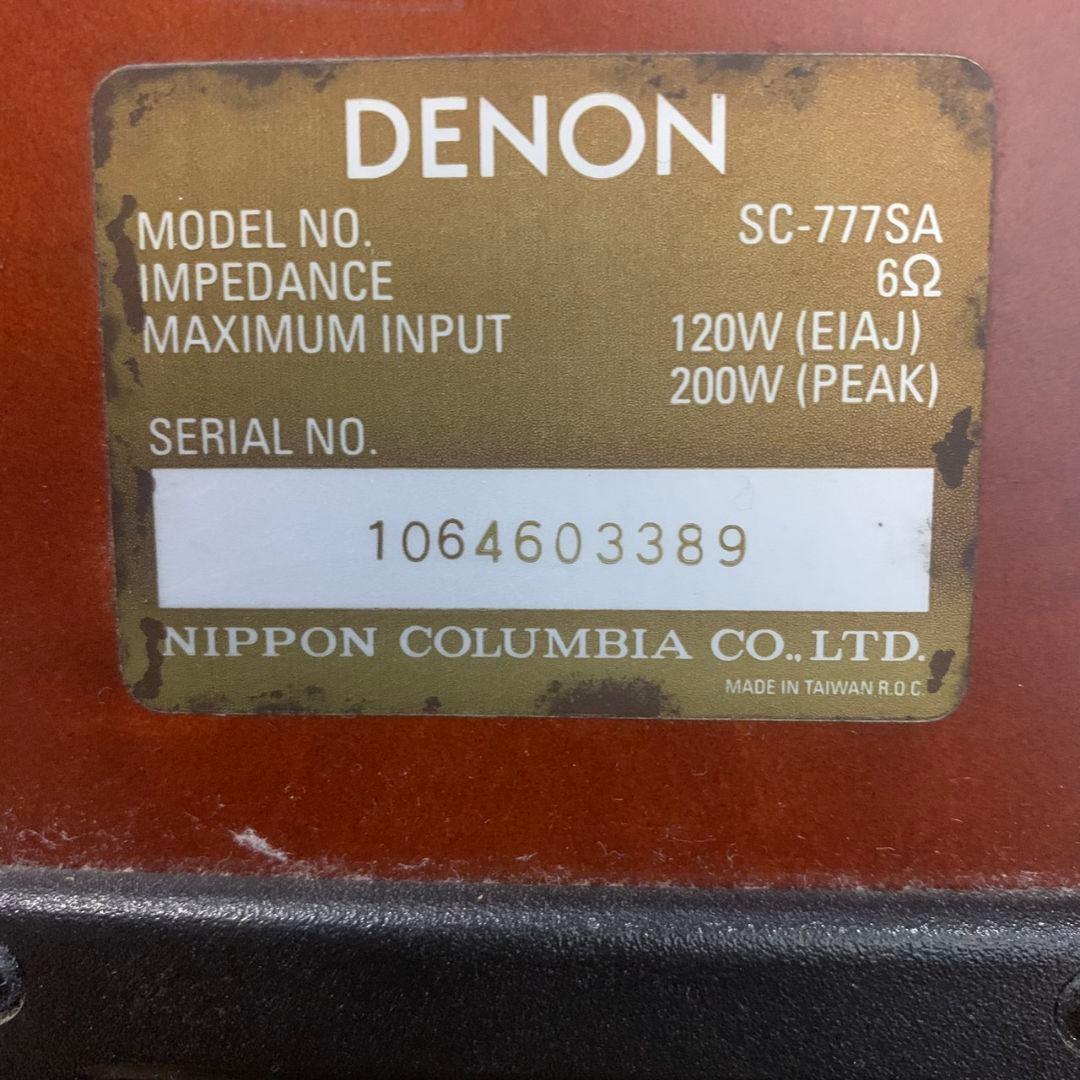 DENON
MODEL NO. SC-777SA
IMPEDANCE 6Ω
MAXIMUM INPUT 120W (EIAJ)
200W (PEAK)
SERIAL NO.
1064603389
NIPPON COLUMBIA CO., LTD.
MADE IN TAIWAN R.O.C.